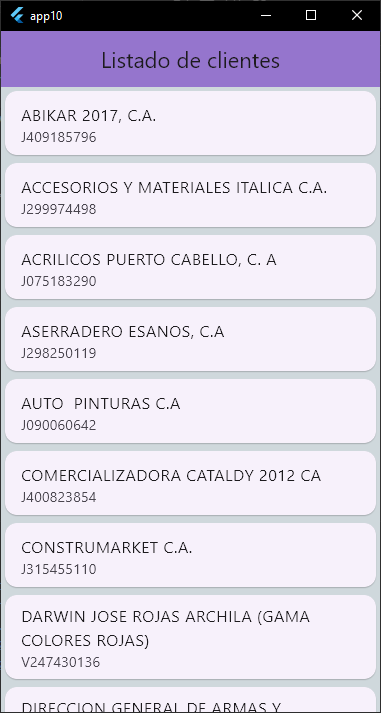 app10
Listado de clientes
ABIKAR 2017, C.A.
J409185796
ACCESORIOS Y MATERIALES ITALICA C.A.
J299974498
ACRILICOS PUERTO CABELLO, C. A
J075183290
ASERRADERO ESANOS, C.A
J298250119
AUTO  PINTURAS C.A
J090060642
COMERCIALIZADORA CATALDY 2012 CA
J400823854
CONSTRUMARKET C.A.
J315455110
DARWIN JOSE ROJAS ARCHILA (GAMA
COLORES ROJAS)
V247430136
DIRECCION GENERAL DE ARMAS Y